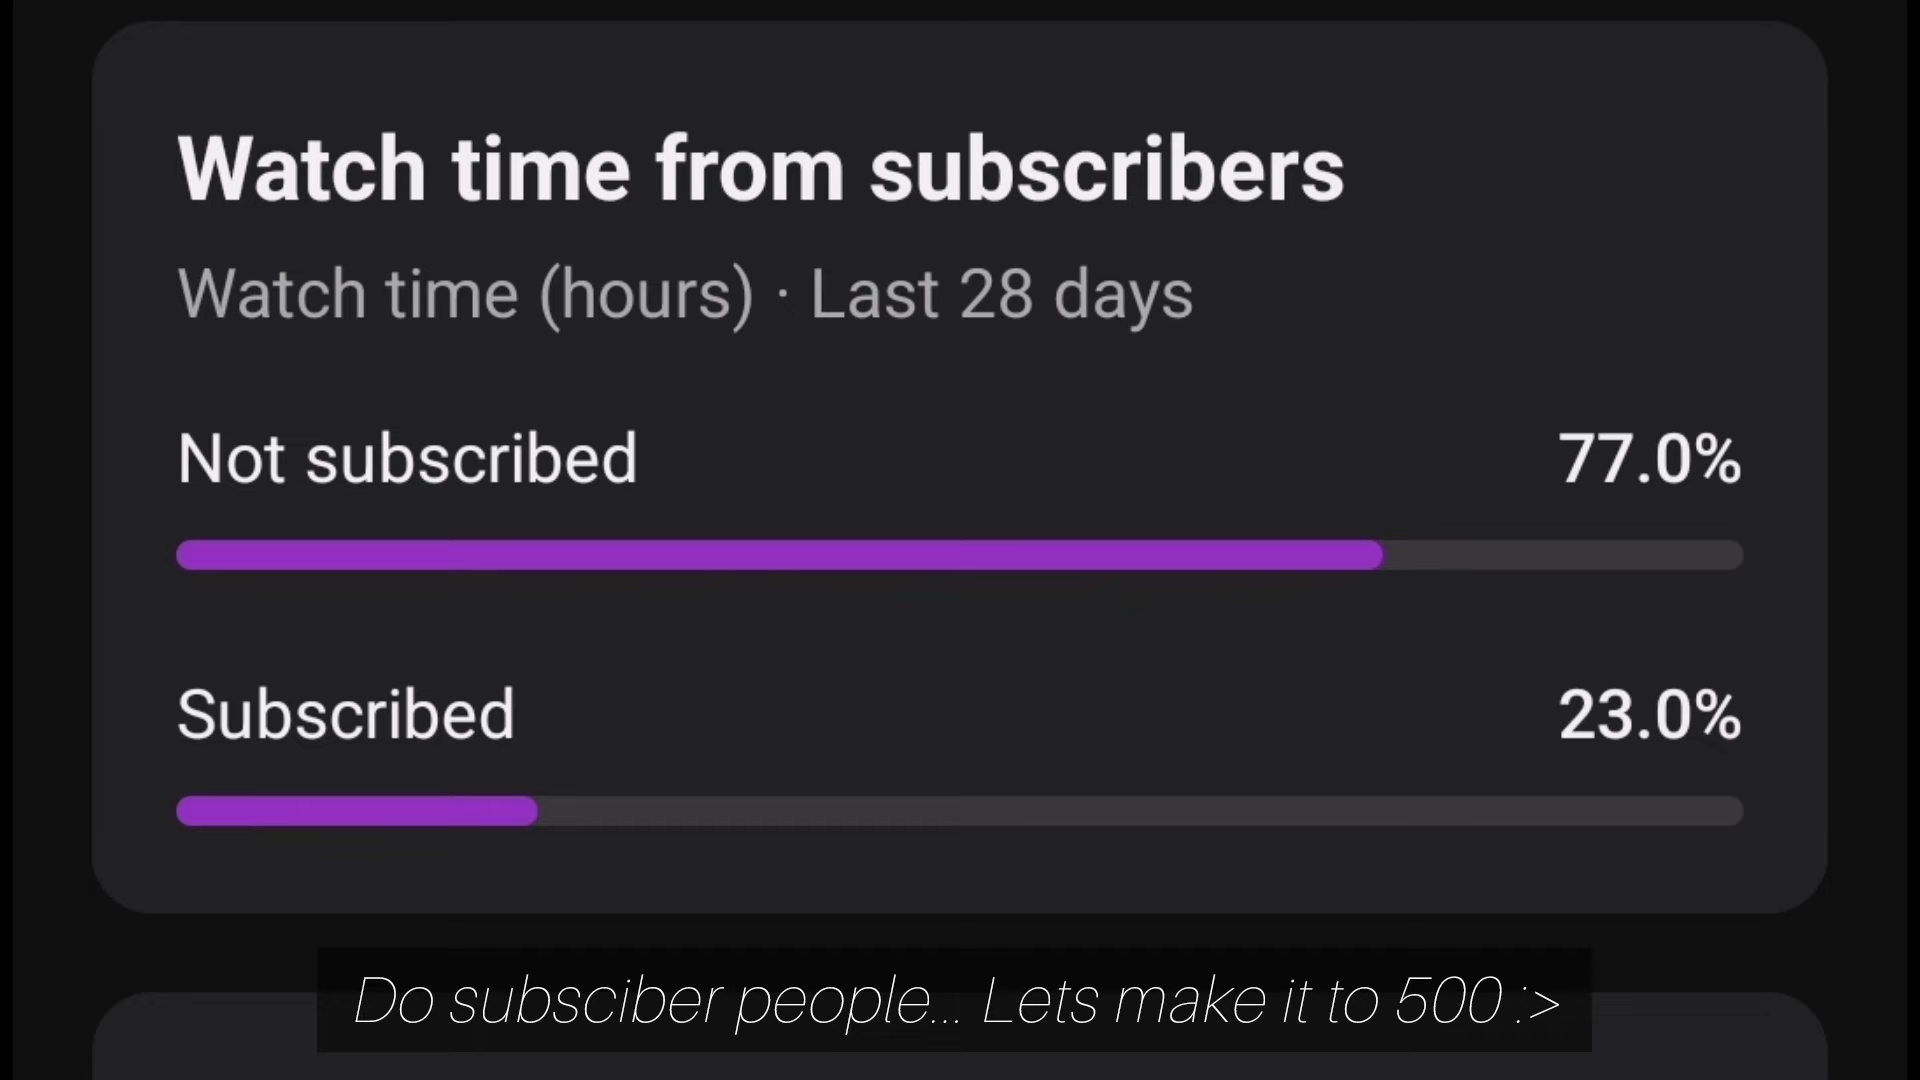 Watch time from subscribers
Watch time (hours) · Last 28 days
Not subscribed 77.0%
Subscribed 23.0%
Do subsciber people... Lets make it to 500 :>